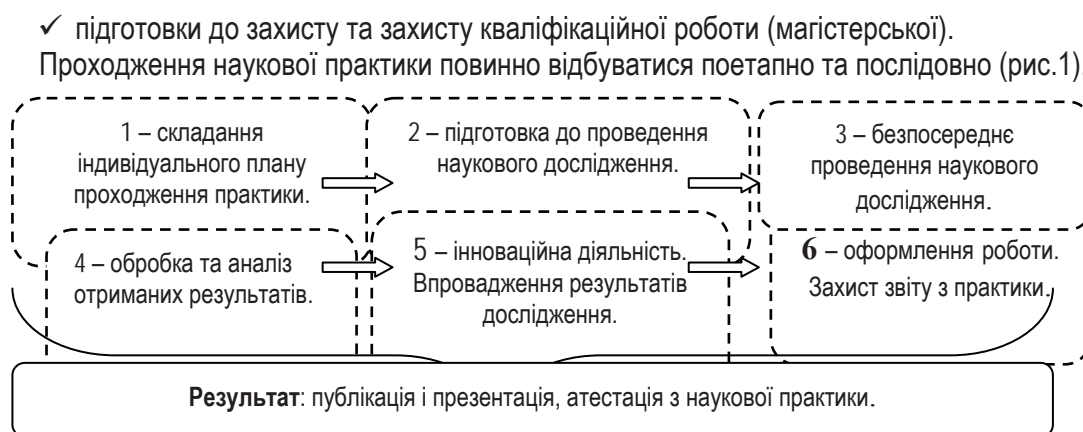 ✓ підготовки до захисту та захисту кваліфікаційної роботи (магістерської).
Проходження наукової практики повинно відбуватися поетапно та послідовно (рис.1)
1 – складання
індивідуального плану
проходження практики.
2 – підготовка до проведення
наукового дослідження.
3 – безпосереднє
проведення наукового
дослідження.
4 – обробка та аналіз
отриманих результатів.
5 – інноваційна діяльність.
Впровадження результатів
дослідження.
6 – оформлення роботи.
Захист звіту з практики.
Результат: публікація і презентація, атестація з наукової практики.